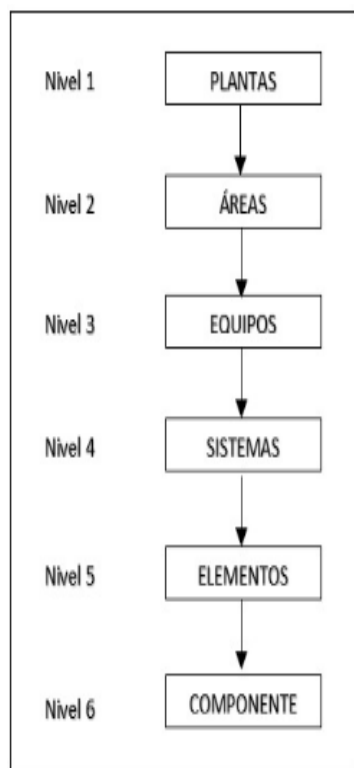 Nivel 1 PLANTAS
Nivel 2 ÁREAS
Nivel 3 EQUIPOS
Nivel 4 SISTEMAS
Nivel 5 ELEMENTOS
Nivel 6 COMPONENTE